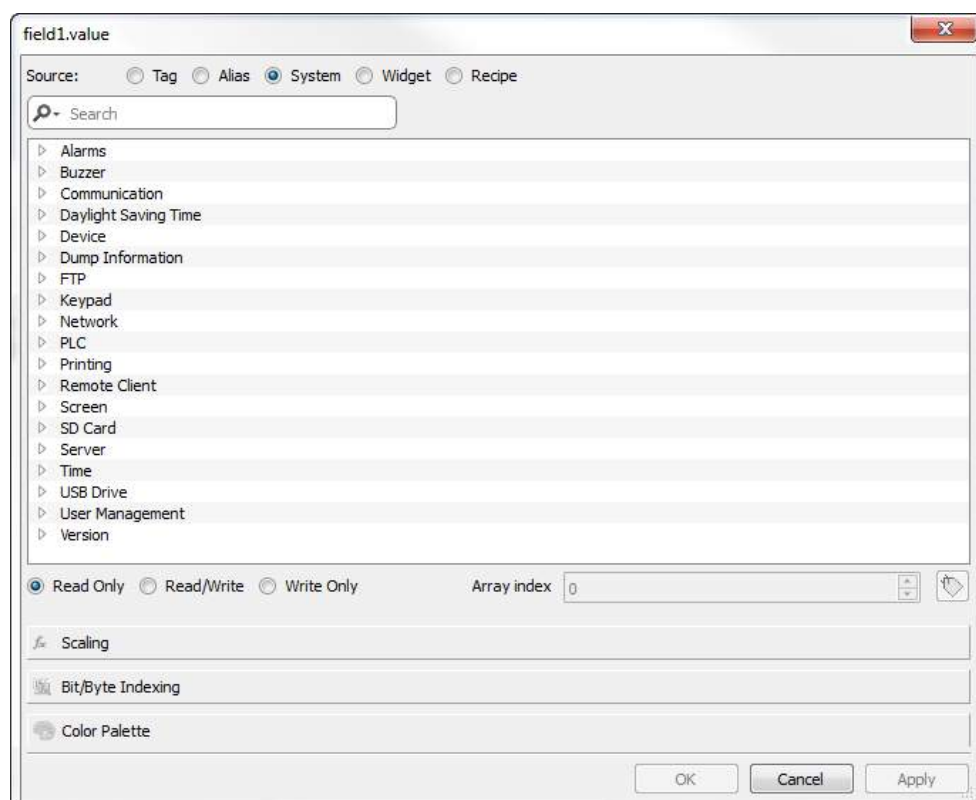 field1.value
Source: Tag Alias System Widget Recipe
Search
Alarms
Buzzer
Communication
Daylight Saving Time
Device
Dump Information
FTP
Keypad
Network
PLC
Printing
Remote Client
Screen
SD Card
Server
Time
USB Drive
User Management
Version
Read Only Read/Write Write Only Array index 0
Scaling
Bit/Byte Indexing
Color Palette
OK Cancel Apply